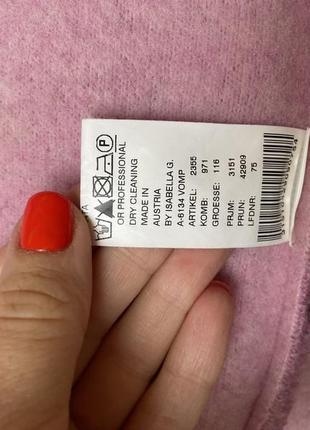 OR PROFESSIONAL
DRY CLEANING
MADE IN
AUSTRIA
BY ISABELLA G.
A-6134 VOMP
ARTIKEL: 2355
KOMB: 971
GROESSE: 116
PRJM: 3151
PRJN: 42909
LFDNR: 75